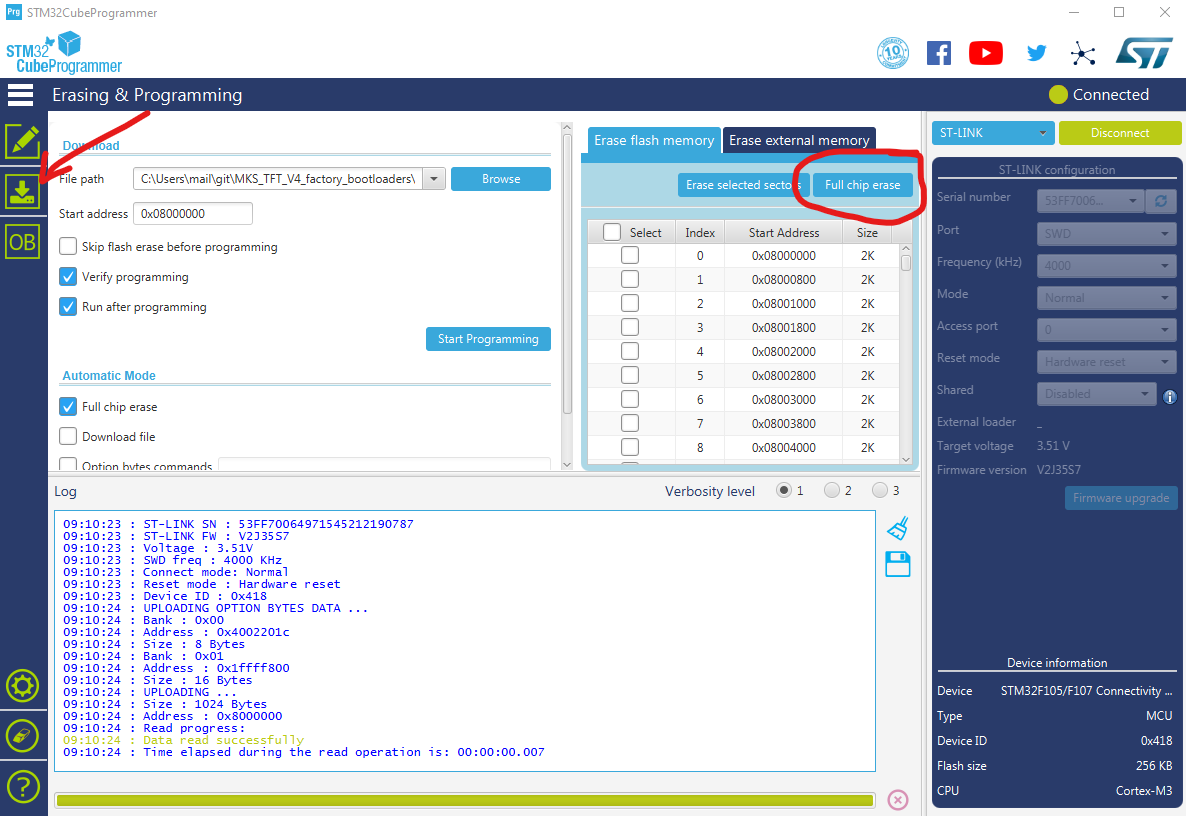 Prg STM32CubeProgrammer
STM32
CubeProgrammer
10 YEARS
ST
Erasing & Programming
Connected
OB
Download
File path C:\Users\mail\git\MKS_TFT_V4_factory_bootloaders\ Browse
Start address 0x08000000
Skip flash erase before programming
Verify programming
Run after programming
Start Programming
Automatic Mode
Full chip erase
Download file
Option bytes commands
Erase flash memory Erase external memory
Erase selected sectors Full chip erase
Select Index Start Address Size
0 0x08000000 2K
1 0x08000800 2K
2 0x08001000 2K
3 0x08001800 2K
4 0x08002000 2K
5 0x08002800 2K
6 0x08003000 2K
7 0x08003800 2K
8 0x08004000 2K
ST-LINK Disconnect
ST-LINK configuration
Serial number 53FF7006...
Port SWD
Frequency (kHz) 4000
Mode Normal
Access port 0
Reset mode Hardware reset
Shared Disabled
External loader _
Target voltage 3.51 V
Firmware version V2J35S7
Firmware upgrade
Log Verbosity level 1 2 3
09:10:23 : ST-LINK SN : 53FF70064971545212190787
09:10:23 : ST-LINK FW : V2J35S7
09:10:23 : Voltage : 3.51V
09:10:23 : SWD freq : 4000 KHz
09:10:23 : Connect mode: Normal
09:10:23 : Reset mode : Hardware reset
09:10:23 : Device ID : 0x418
09:10:24 : UPLOADING OPTION BYTES DATA ...
09:10:24 : Bank : 0x00
09:10:24 : Address : 0x4002201c
09:10:24 : Size : 8 Bytes
09:10:24 : Bank : 0x01
09:10:24 : Address : 0x1ffff800
09:10:24 : Size : 16 Bytes
09:10:24 : UPLOADING ...
09:10:24 : Size : 1024 Bytes
09:10:24 : Address : 0x8000000
09:10:24 : Read progress:
09:10:24 : Data read successfully
09:10:24 : Time elapsed during the read operation is: 00:00:00.007
Device information
Device STM32F105/F107 Connectivity ...
Type MCU
Device ID 0x418
Flash size 256 KB
CPU Cortex-M3